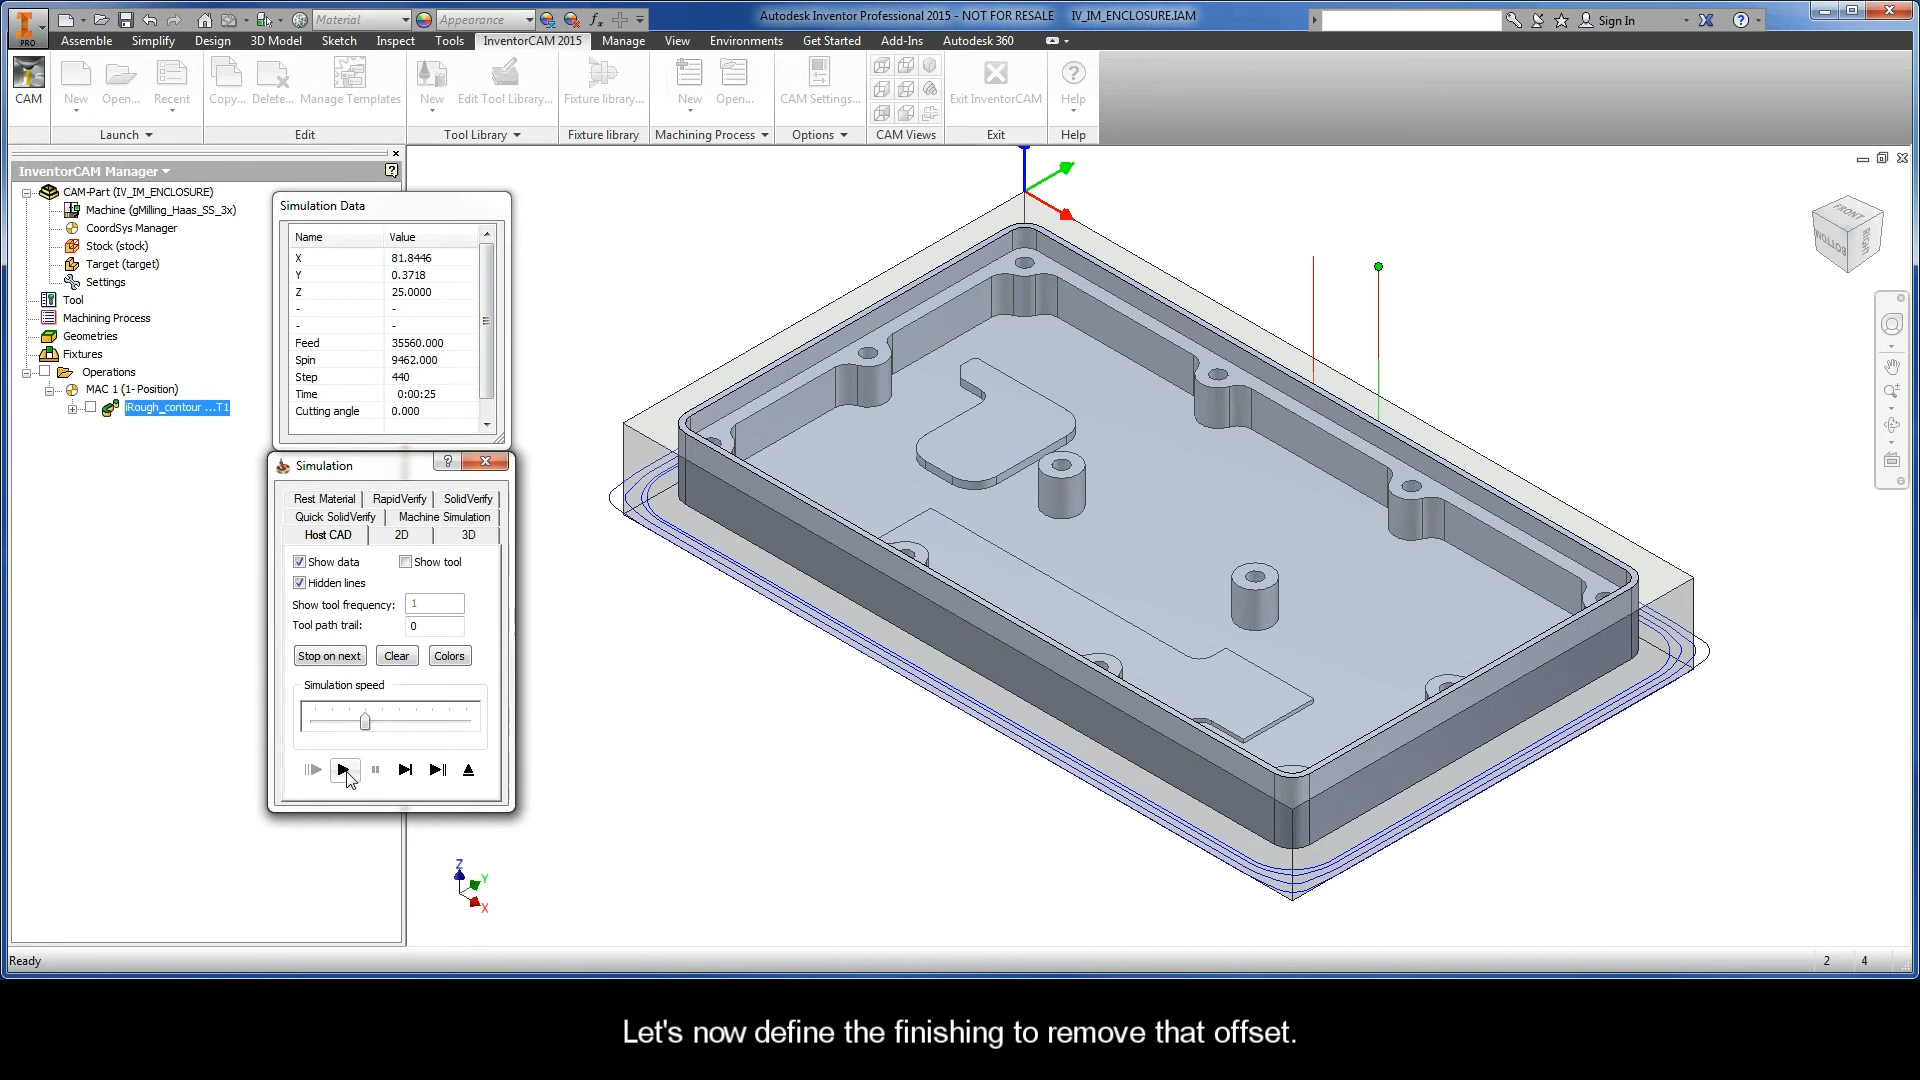 Material
Appearance
Autodesk Inventor Professional 2015 - NOT FOR RESALE IV_IM_ENCLOSURE.IAM
Sign In
PRO
Assemble Simplify Design 3D Model Sketch Inspect Tools InventorCAM 2015 Manage View Environments Get Started Add-Ins Autodesk 360
CAM New Open... Recent Copy... Delete... Manage Templates New Edit Tool Library... Fixture library... New Open... CAM Settings... Exit InventorCAM Help
Launch Edit Tool Library Fixture library Machining Process Options CAM Views Exit Help
InventorCAM Manager
CAM-Part (IV_IM_ENCLOSURE)
Machine (gMilling_Haas_SS_3x)
CoordSys Manager
Stock (stock)
Target (target)
Settings
Tool
Machining Process
Geometries
Fixtures
Operations
MAC 1 (1- Position)
iRough_contour ...T1
Simulation Data
Name Value
X 81.8446
Y 0.3718
Z 25.0000
- -
- -
Feed 35560.000
Spin 9462.000
Step 440
Time 0:00:25
Cutting angle 0.000
Simulation
Rest Material RapidVerify SolidVerify
Quick SolidVerify Machine Simulation
Host CAD 2D 3D
Show data Show tool
Hidden lines
Show tool frequency: 1
Tool path trail: 0
Stop on next Clear Colors
Simulation speed
FRONT
BOTTOM
RIGHT
Z
Y
X
Ready
2 4
Let's now define the finishing to remove that offset.